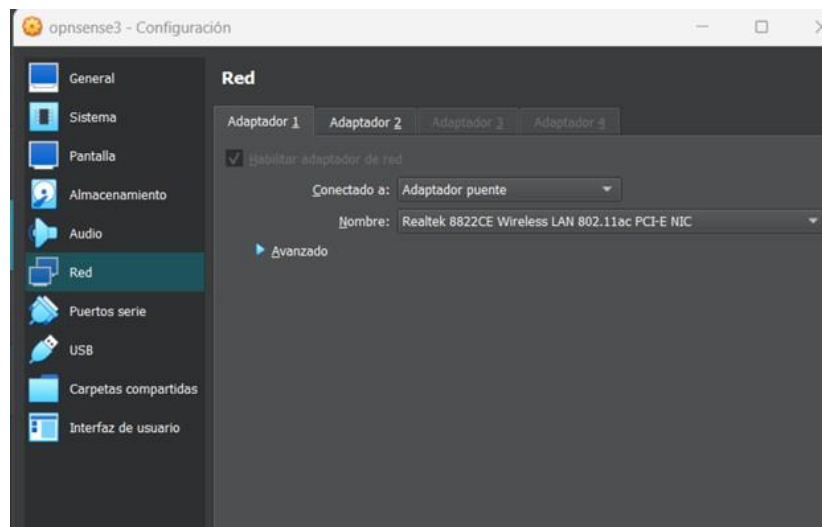 opnsense3 - Configuración
General
Sistema
Pantalla
Almacenamiento
Audio
Red
Puertos serie
USB
Carpetas compartidas
Interfaz de usuario
Red
Adaptador 1 Adaptador 2 Adaptador 3 Adaptador 4
Habilitar adaptador de red
Conectado a: Adaptador puente
Nombre: Realtek 8822CE Wireless LAN 802.11ac PCI-E NIC
Avanzado